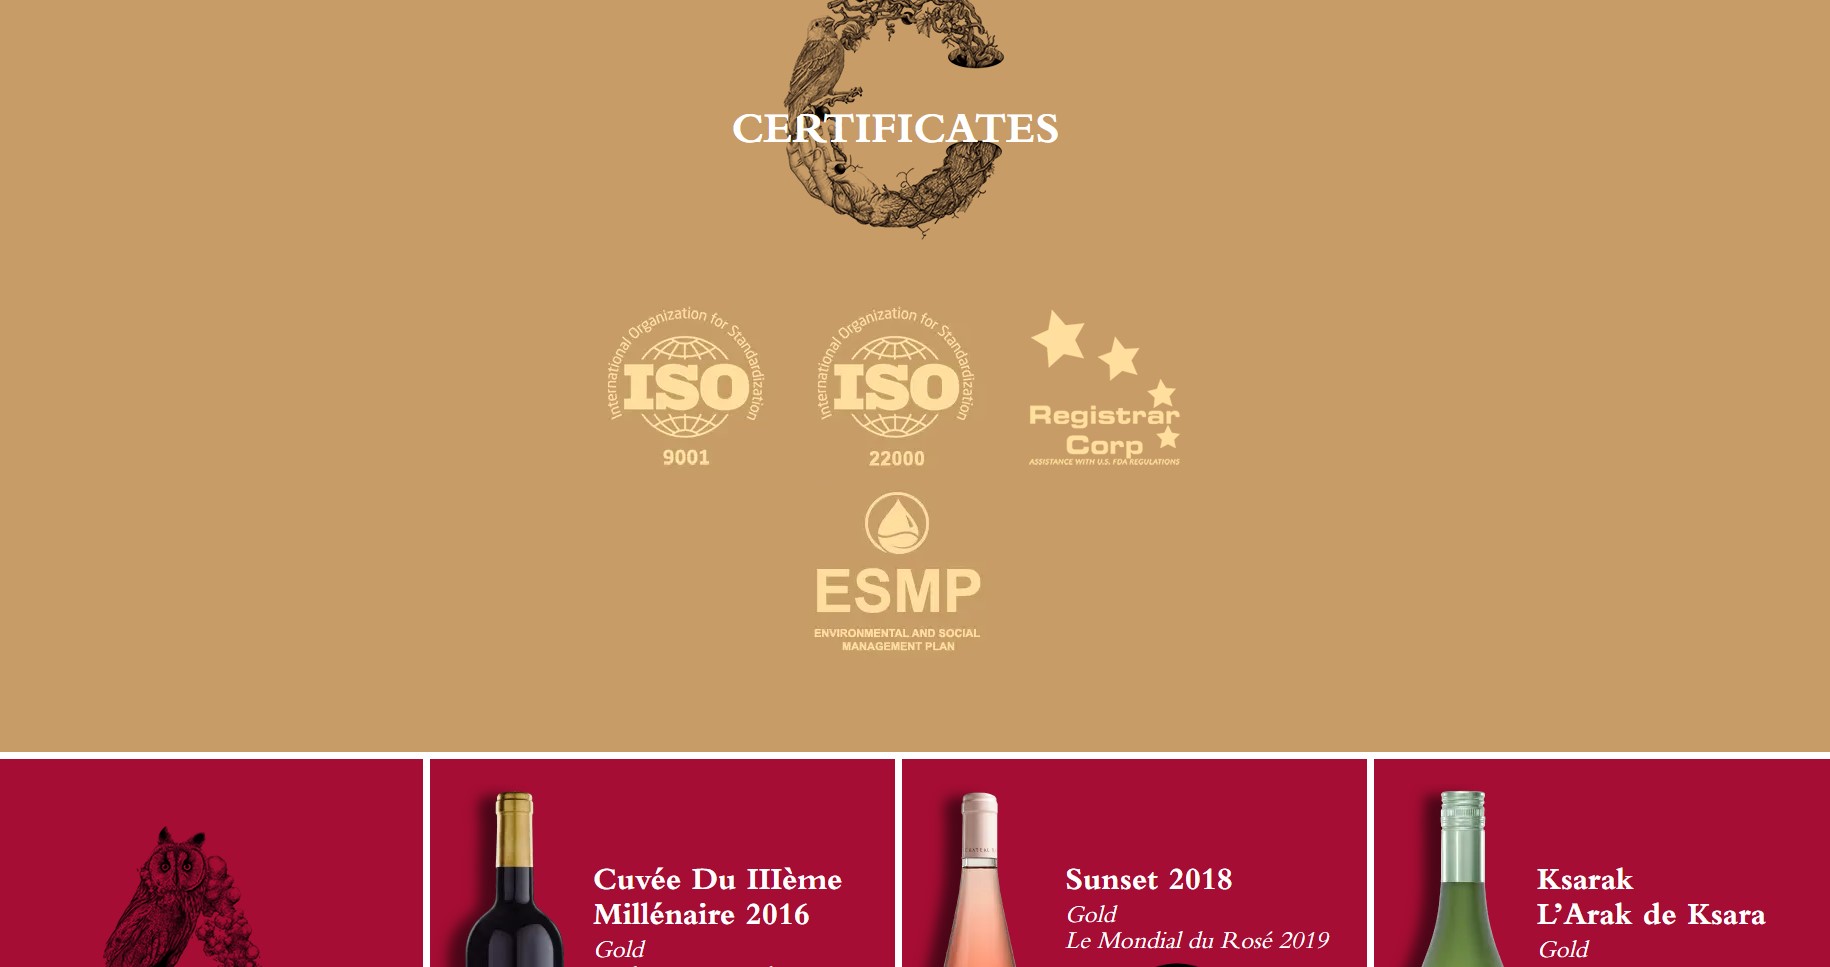 CERTIFICATES
International Organization for Standardization
ISO
9001
International Organization for Standardization
ISO
22000
Registrar
Corp
ASSISTANCE WITH U.S. FDA REGULATIONS
ESMP
ENVIRONMENTAL AND SOCIAL
MANAGEMENT PLAN
Cuvée Du IIIème
Millénaire 2016
Gold
Sunset 2018
Gold
Le Mondial du Rosé 2019
Ksarak
L’Arak de Ksara
Gold